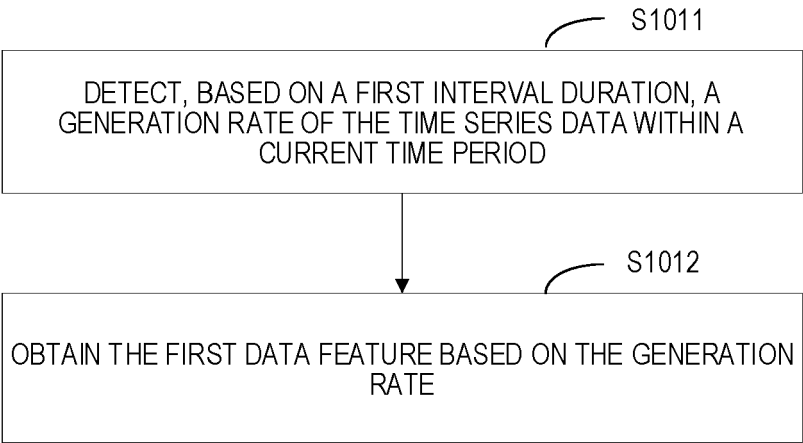 S1011
DETECT, BASED ON A FIRST INTERVAL DURATION, A
GENERATION RATE OF THE TIME SERIES DATA WITHIN A
CURRENT TIME PERIOD
S1012
OBTAIN THE FIRST DATA FEATURE BASED ON THE GENERATION
RATE